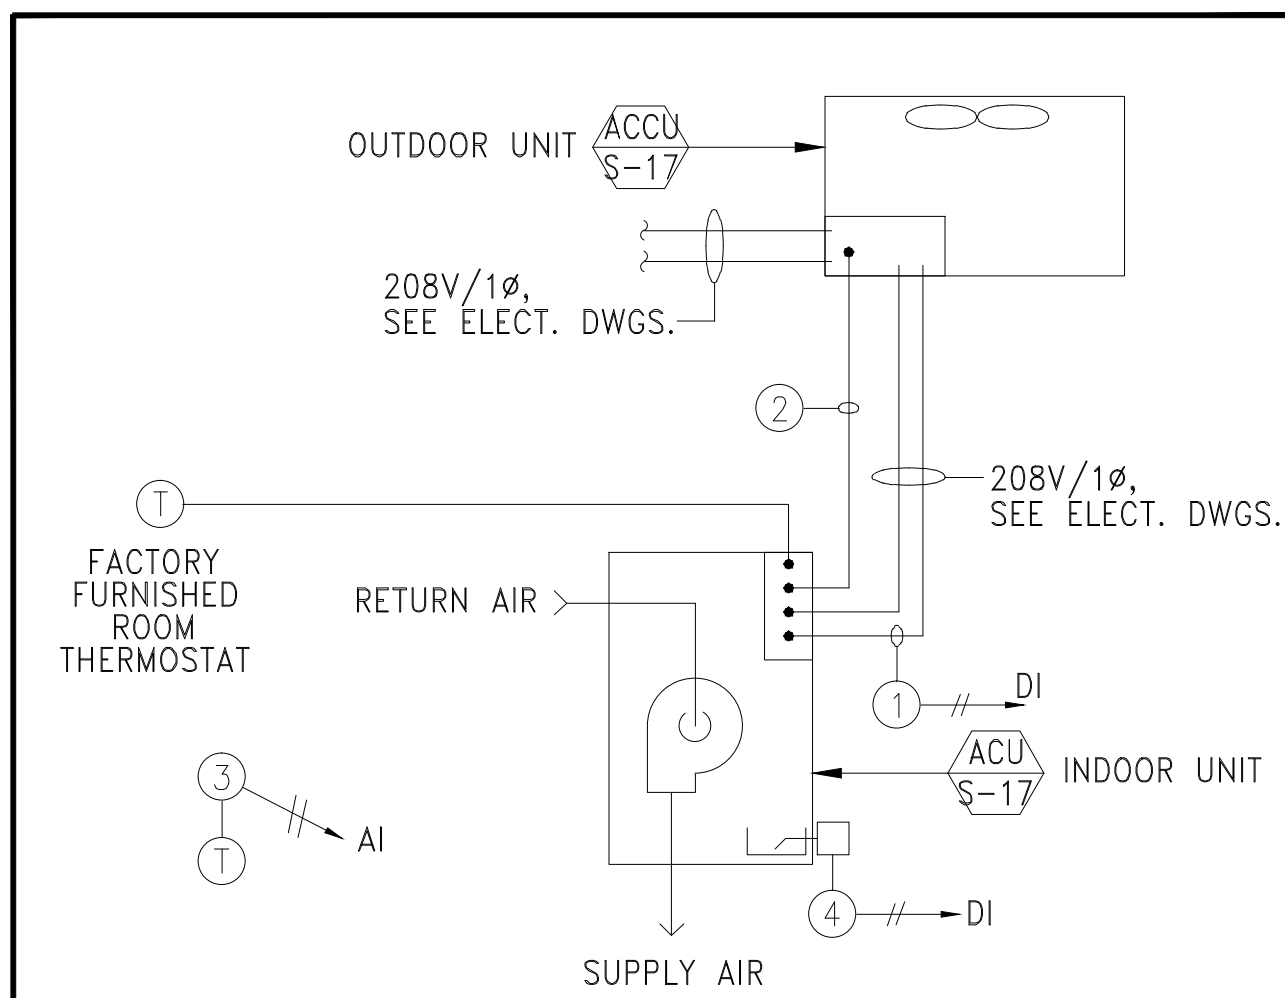 OUTDOOR UNIT
ACCU
S-17
208V/1Ø,
SEE ELECT. DWGS.
2
208V/1Ø,
SEE ELECT. DWGS.
T
FACTORY
FURNISHED
ROOM
THERMOSTAT
RETURN AIR
1
DI
ACU
S-17
INDOOR UNIT
3
AI
T
4
DI
SUPPLY AIR